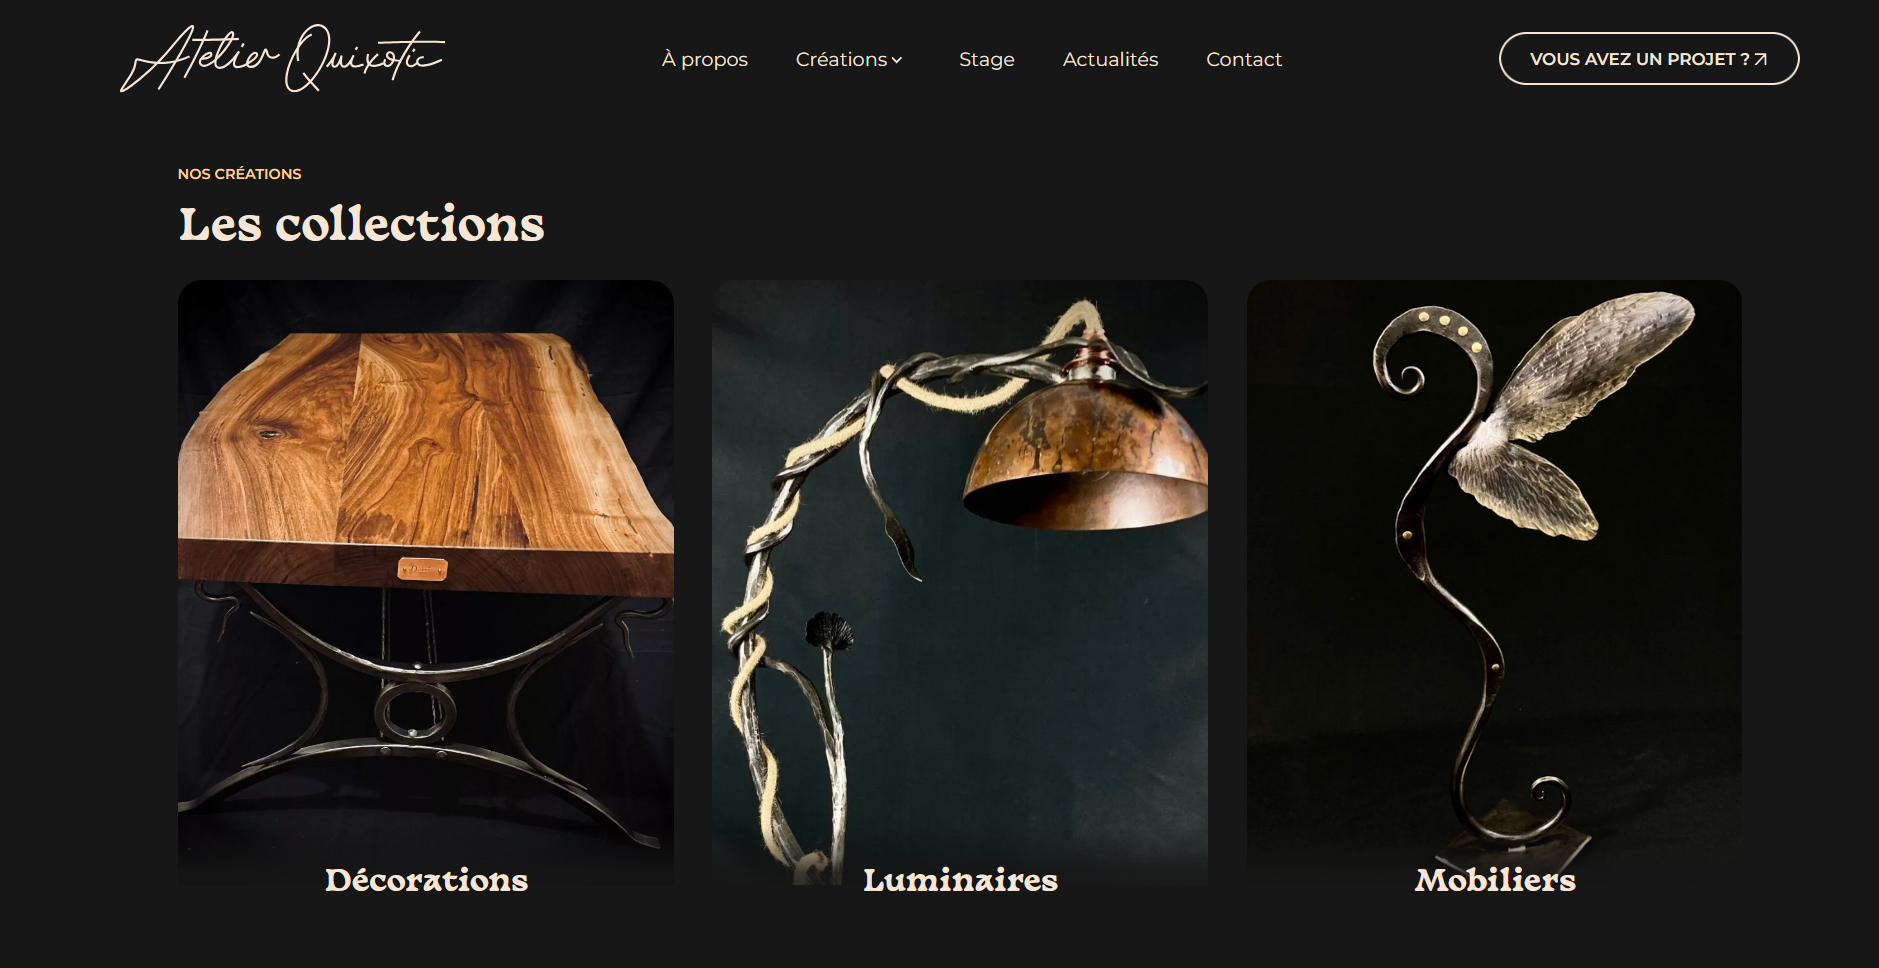 Atelier Quixotic
À propos
Créations
Stage
Actualités
Contact
VOUS AVEZ UN PROJET ?
NOS CRÉATIONS
Les collections
Décorations
Luminaires
Mobiliers